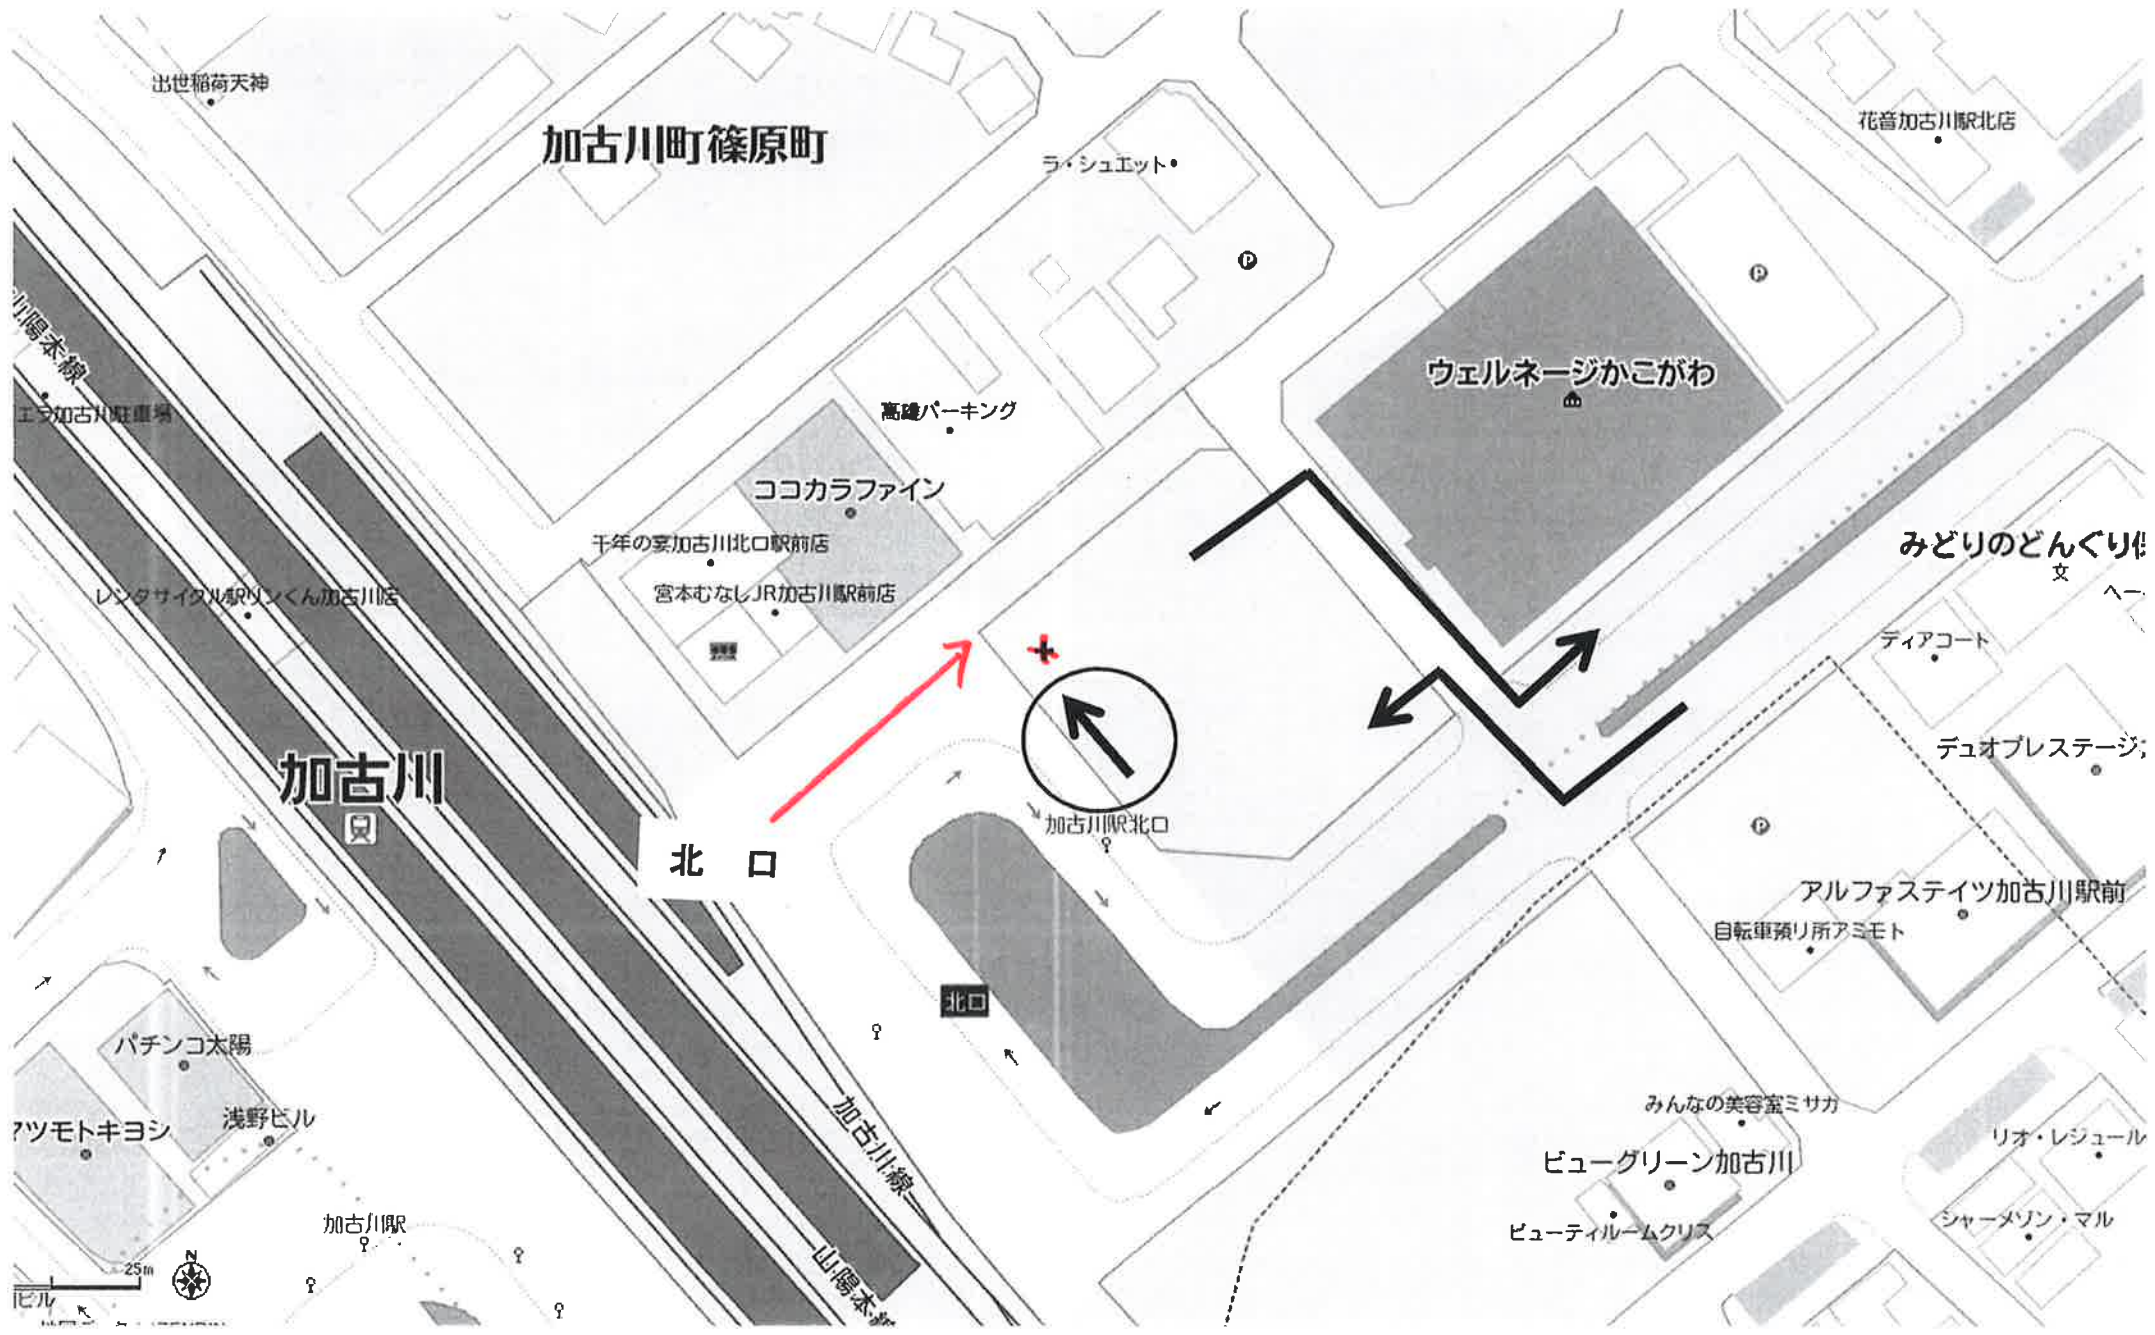 出世稲荷天神
加古川町篠原町
ラ・シュエット
花音加古川駅北店
山陽本線
ウェルネージかこがわ
高雄パーキング
エラ加古川駐車場
ココカラファイン
千年の宴加古川北口駅前店
宮本むなしJR加古川駅前店
レンタサイクル駅リンくん加古川店
みどりのどんぐり
文
ディアコート
デュオプレステージ
加古川
北口
加古川駅北口
P
P
P
アルファステイツ加古川駅前
自転車預り所アミモト
北口
パチンコ太陽
浅野ビル
マツモトキヨシ
加古川線
山陽本線
みんなの美容室ミサカ
ビューグリーン加古川
ビューティルームクリス
リオ・レジュール
シャーメゾン・マル
加古川駅
N
25m
ビル